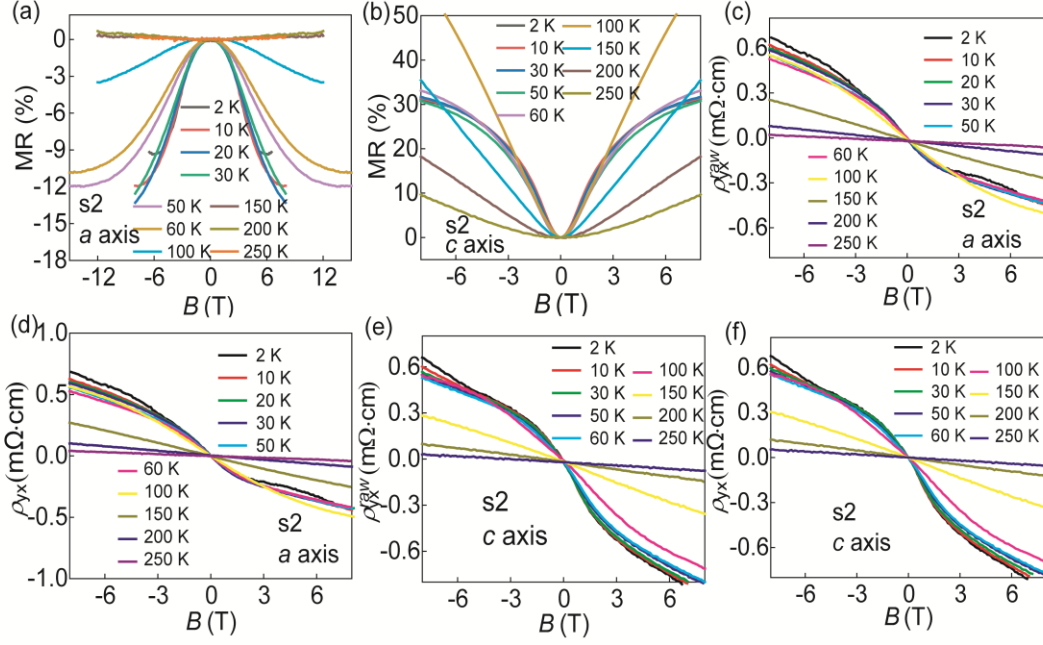 (a)
MR (%)
0
-3
-6
-9
-12
-15
-18
2 K
10 K
20 K
30 K
50 K
60 K
100 K
150 K
200 K
250 K
s2
a axis
-12 -6 0 6 12
B (T)
(b)
MR (%)
50
40
30
20
10
0
2 K
10 K
30 K
50 K
60 K
100 K
150 K
200 K
250 K
s2
c axis
-6 -3 0 3 6
B (T)
(c)
ρyx^raw (mΩ·cm)
0.6
0.3
0.0
-0.3
-0.6
2 K
10 K
20 K
30 K
50 K
60 K
100 K
150 K
200 K
250 K
s2
a axis
-6 -3 0 3 6
B (T)
(d)
ρyx (mΩ·cm)
1.0
0.5
0.0
-0.5
-1.0
2 K
10 K
20 K
30 K
50 K
60 K
100 K
150 K
200 K
250 K
s2
a axis
-6 -3 0 3 6
B (T)
(e)
ρyx^raw (mΩ·cm)
0.6
0.3
0.0
-0.3
-0.6
2 K
10 K
30 K
50 K
60 K
100 K
150 K
200 K
250 K
s2
c axis
-6 -3 0 3 6
B (T)
(f)
ρyx (mΩ·cm)
0.6
0.3
0.0
-0.3
-0.6
2 K
10 K
30 K
50 K
60 K
100 K
150 K
200 K
250 K
s2
c axis
-6 -3 0 3 6
B (T)